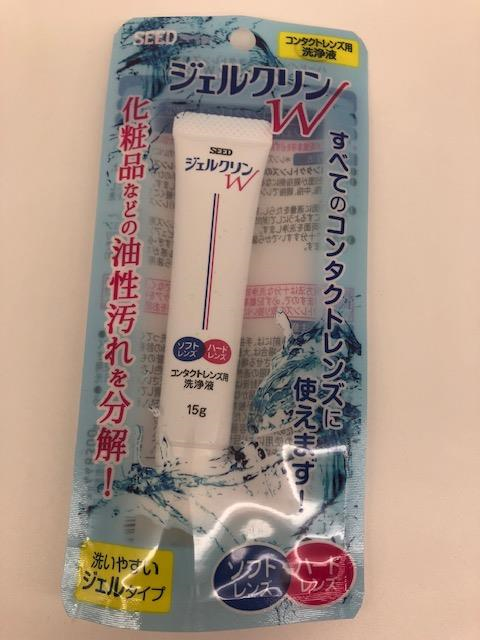 SEED
コンタクトレンズ用
洗浄液
ジェルクリン
W
すべてのコンタクトレンズに
使えます!
化粧品などの油性汚れを分解!
SEED
ジェルクリン
W
ソフト
レンズ
ハード
レンズ
コンタクトレンズ用
洗浄液
15g
洗いやすい
ジェルタイプ
ソフト
レンズ
ハード
レンズ